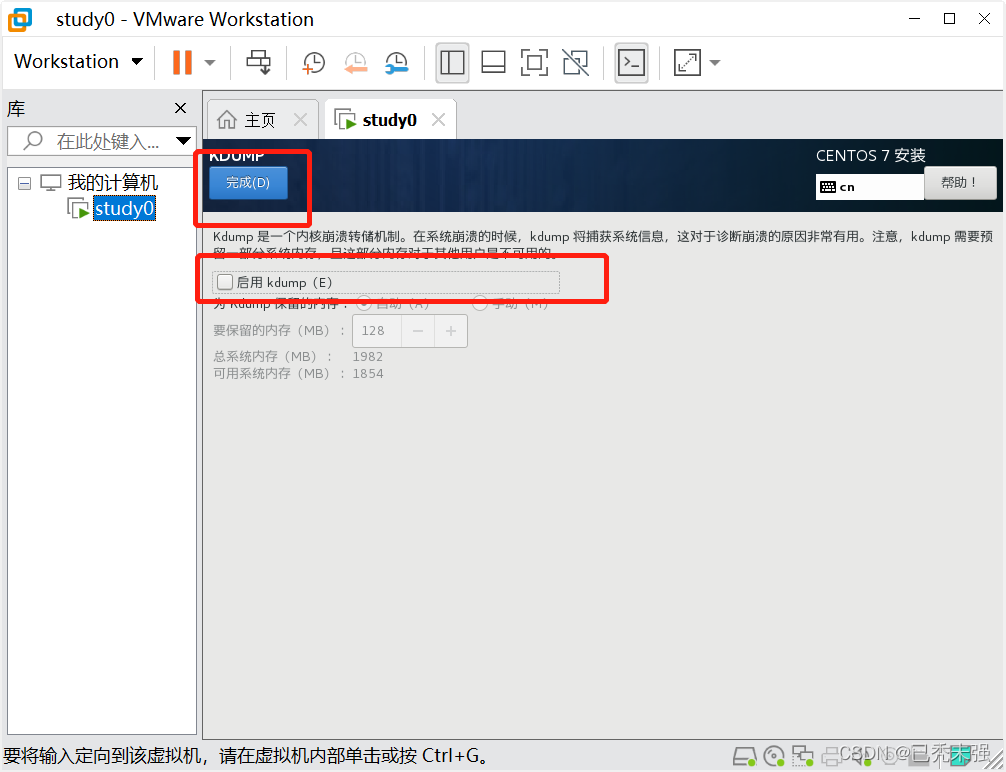 study0 - VMware Workstation
Workstation
库
在此处键入...
我的计算机
study0
主页
study0
KDUMP
完成(D)
CENTOS 7 安装
cn
帮助！
Kdump 是一个内核崩溃转储机制。在系统崩溃的时候，kdump 将捕获系统信息，这对于诊断崩溃的原因非常有用。注意，kdump 需要预
留一部分系统内存，且这部分内存对于其他用户是不可用的。
启用 kdump（E）
为 Kdump 保留的内存： 自动（A） 手动（M）
要保留的内存（MB）： 128 − +
总系统内存（MB）： 1982
可用系统内存（MB）： 1854
要将输入定向到该虚拟机，请在虚拟机内部单击或按 Ctrl+G。
CSDN @已秃未强